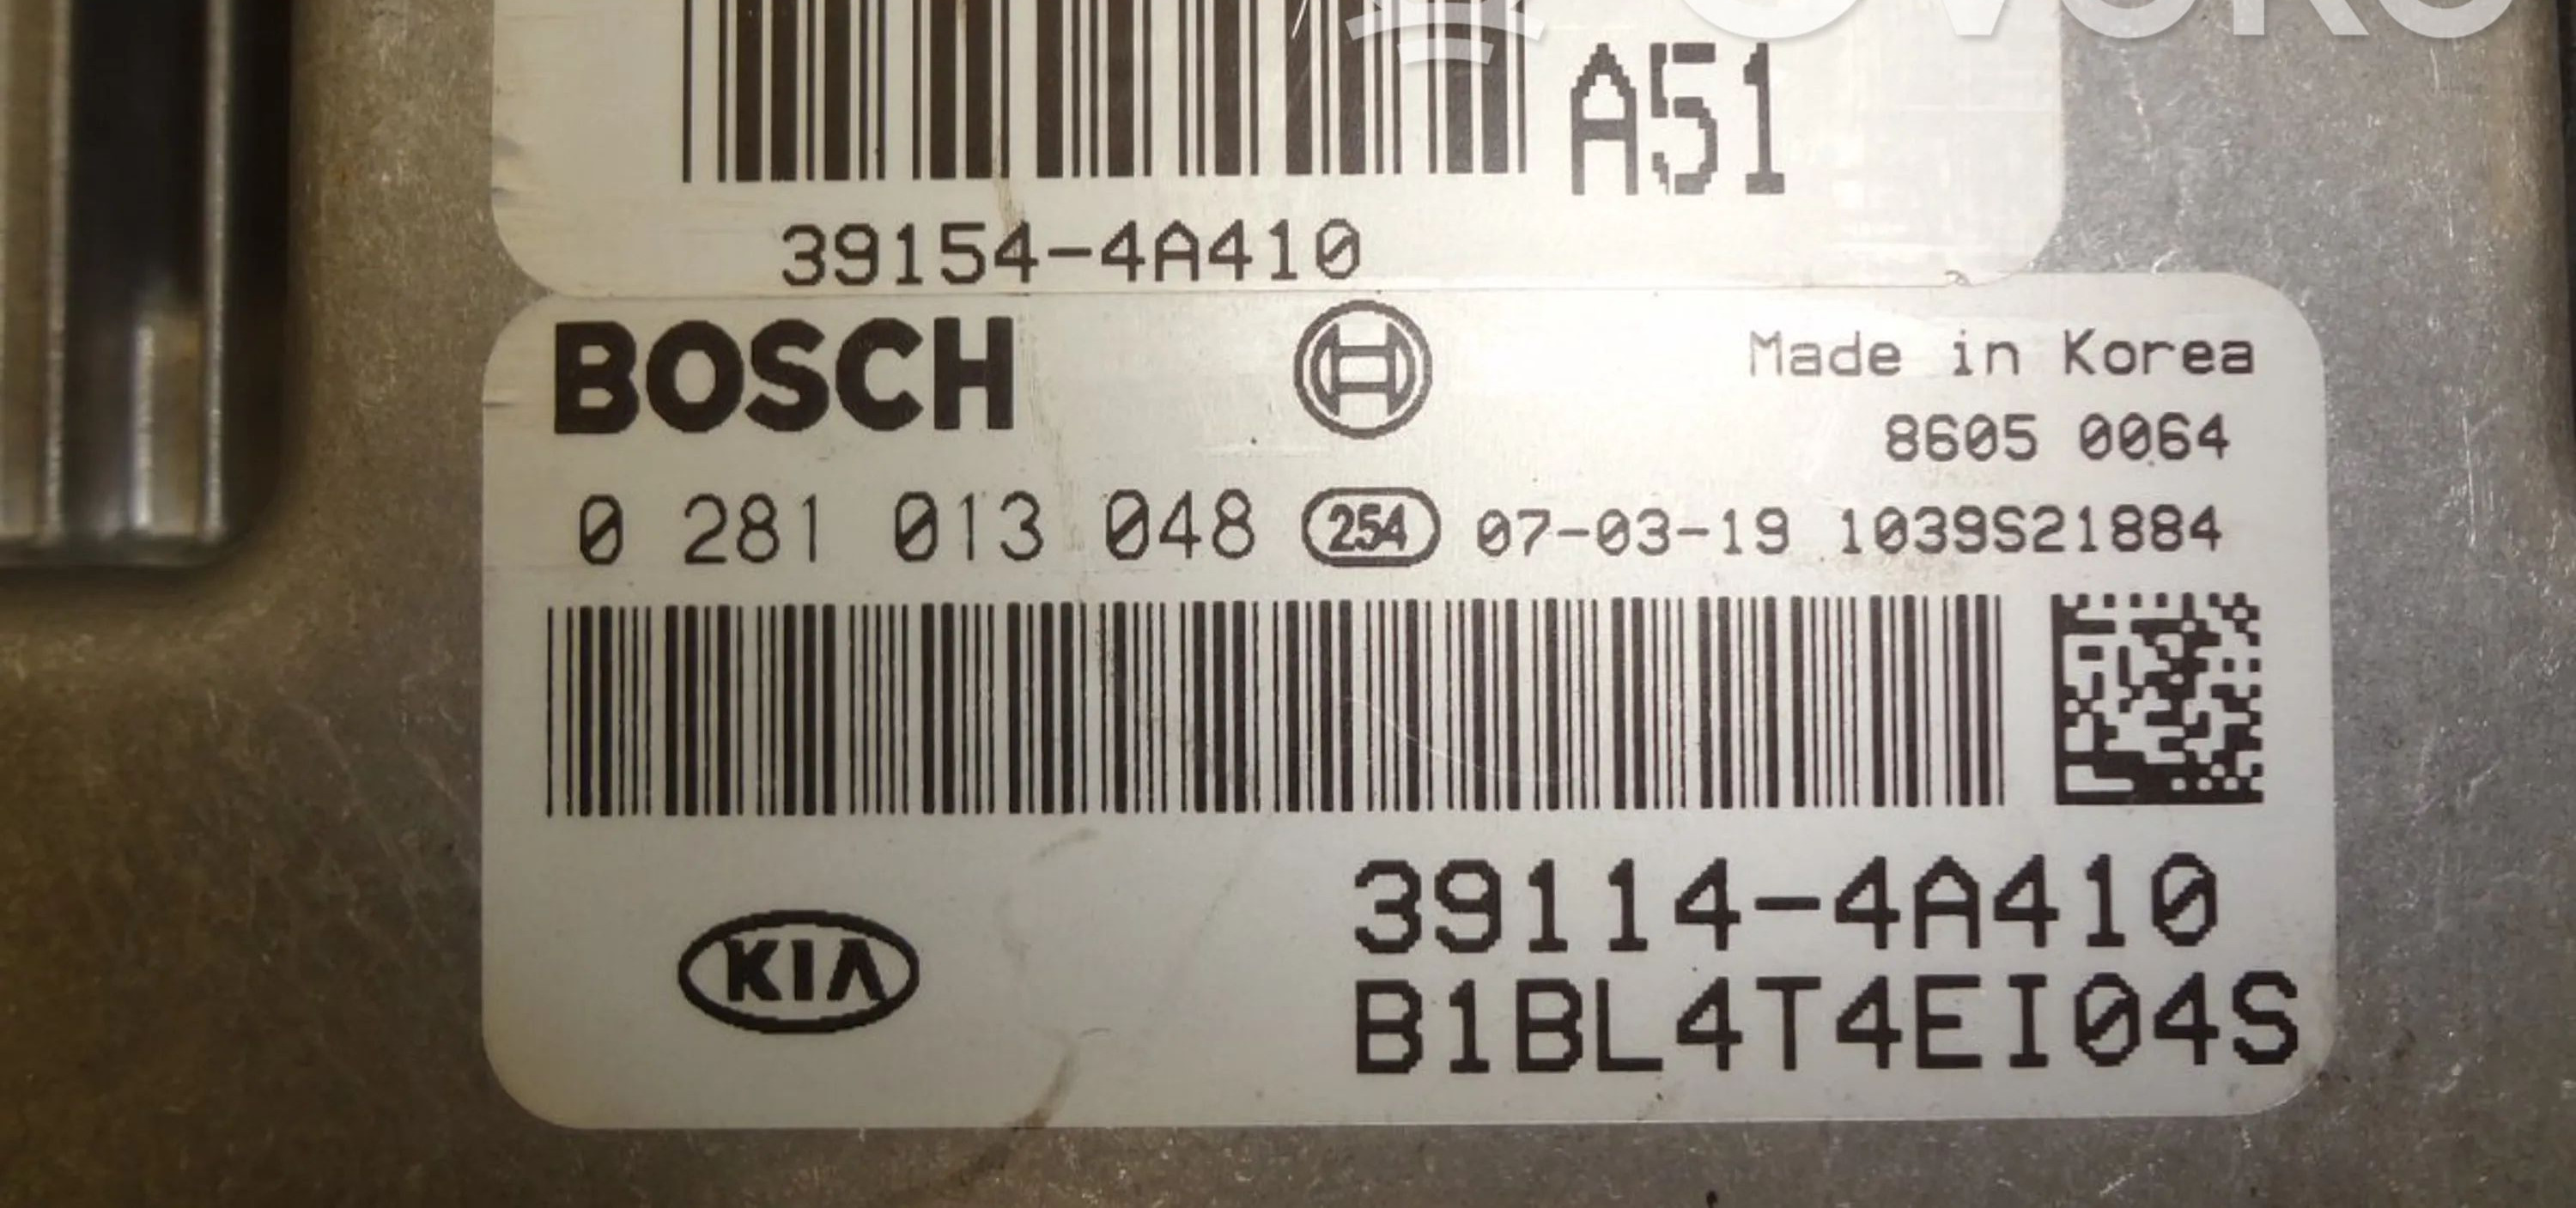 A51
39154-4A410
BOSCH
Made in Korea
8605 0064
0 281 013 048 254 07-03-19 1039S21884
39114-4A410
KIA
B1BL4T4EI04S